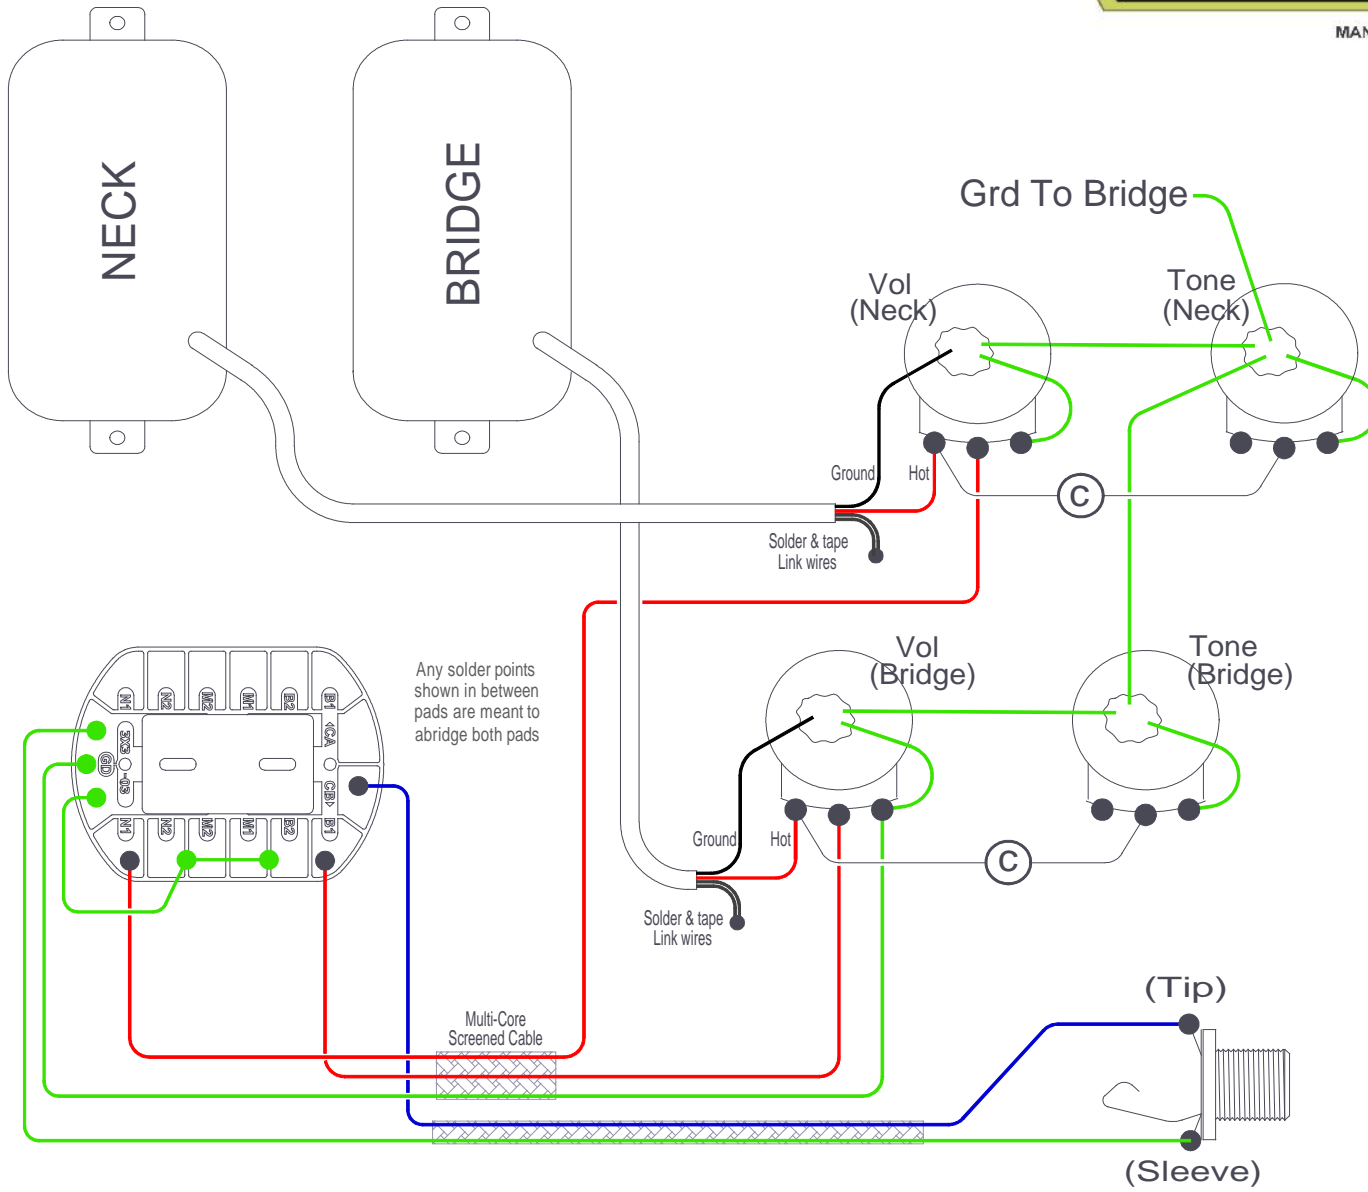 MAN
NECK
BRIDGE
Grd To Bridge
Vol
(Neck)
Tone
(Neck)
Ground
Hot
C
Solder & tape
Link wires
Vol
(Bridge)
Tone
(Bridge)
Any solder points
shown in between
pads are meant to
abridge both pads
N1
N2
M2
M1
B2
B1
◁CA
3X3
GD
-03
CB▷
N1
N2
M2
M1
B2
B1
Ground
Hot
C
Solder & tape
Link wires
(Tip)
Multi-Core
Screened Cable
(Sleeve)